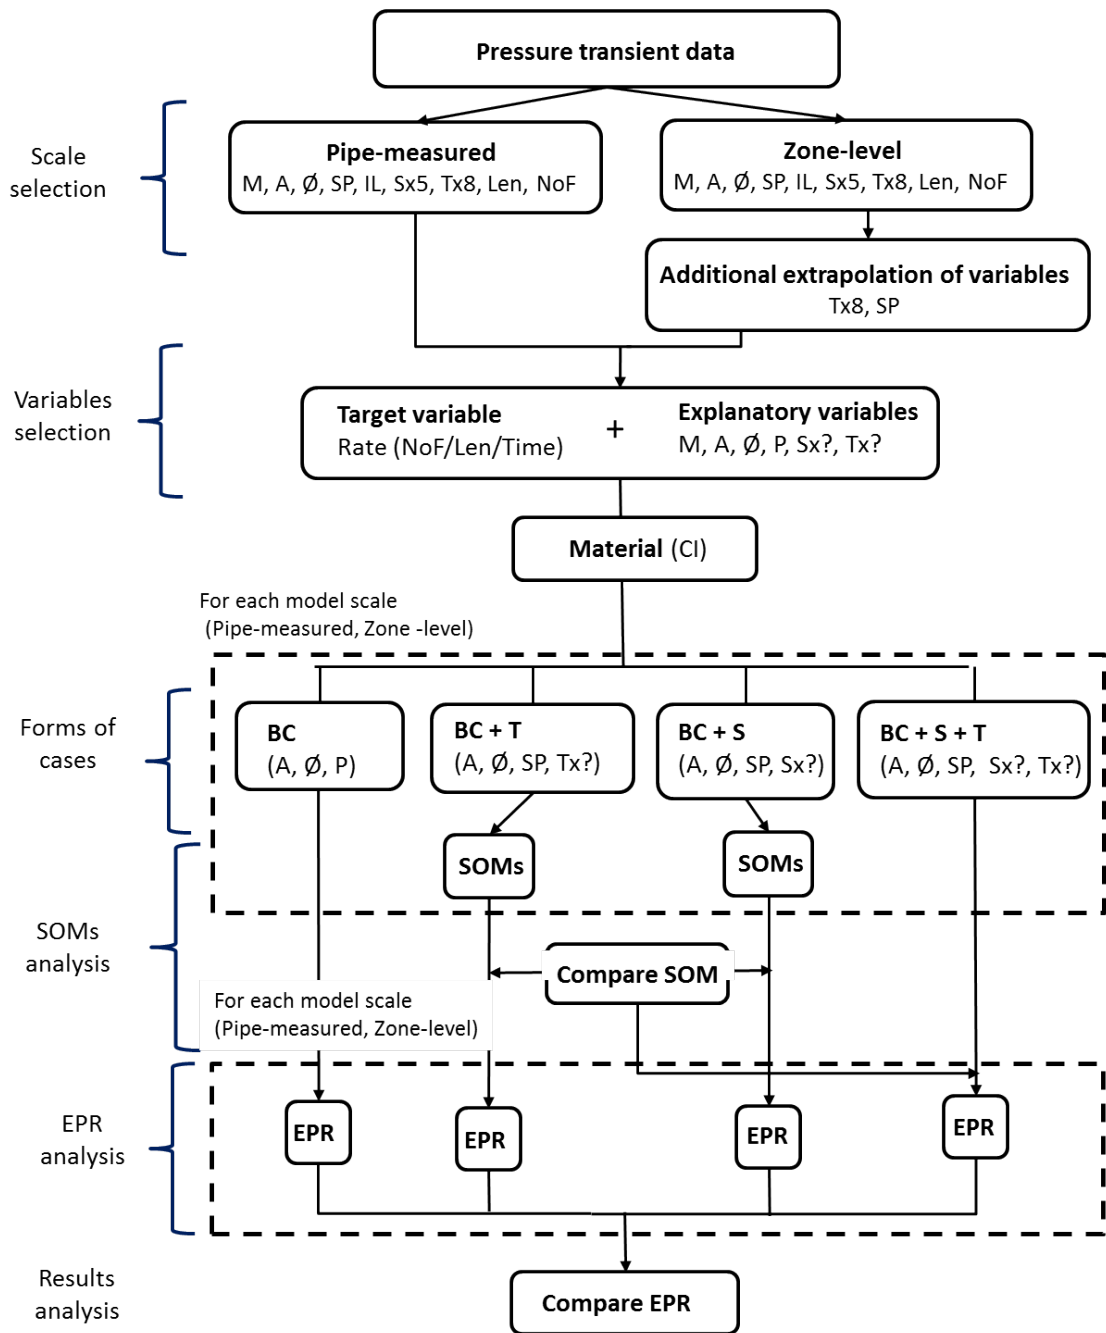 Pressure transient data
Scale
selection
Pipe-measured
M, A, Ø, SP, IL, Sx5, Tx8, Len, NoF
Zone-level
M, A, Ø, SP, IL, Sx5, Tx8, Len, NoF
Additional extrapolation of variables
Tx8, SP
Variables
selection
Target variable
Rate (NoF/Len/Time)
+
Explanatory variables
M, A, Ø, P, Sx?, Tx?
Material (CI)
For each model scale
(Pipe-measured, Zone -level)
Forms of
cases
BC
(A, Ø, P)
BC + T
(A, Ø, SP, Tx?)
BC + S
(A, Ø, SP, Sx?)
BC + S + T
(A, Ø, SP, Sx?, Tx?)
SOMs
SOMs
SOMs
analysis
Compare SOM
For each model scale
(Pipe-measured, Zone-level)
EPR
analysis
EPR
EPR
EPR
EPR
Results
analysis
Compare EPR